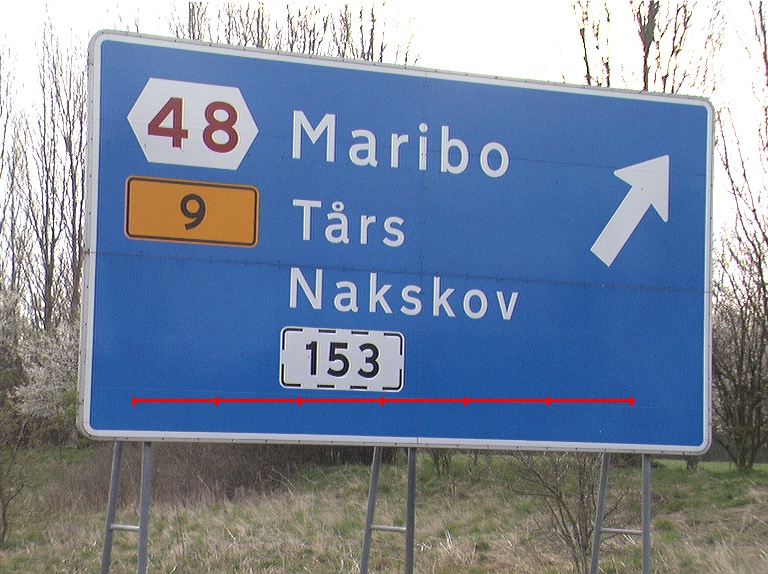 48 Maribo
9 Tårs
Nakskov
153